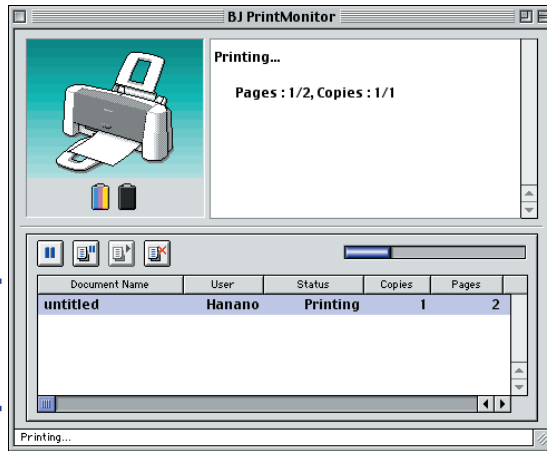 BJ PrintMonitor
Printing...
Pages : 1/2, Copies : 1/1
Document Name User Status Copies Pages
untitled Hanano Printing 1 2
Printing...